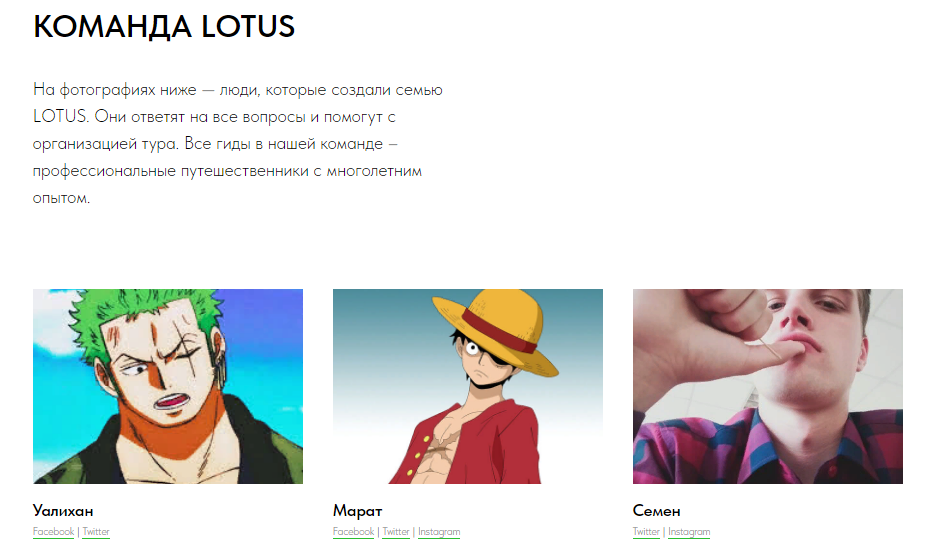 КОМАНДА LOTUS
На фотографиях ниже — люди, которые создали семью
LOTUS. Они ответят на все вопросы и помогут с
организацией тура. Все гиды в нашей команде –
профессиональные путешественники с многолетним
опытом.
Уалихан
Facebook | Twitter
Марат
Facebook | Twitter | Instagram
Семен
Twitter | Instagram